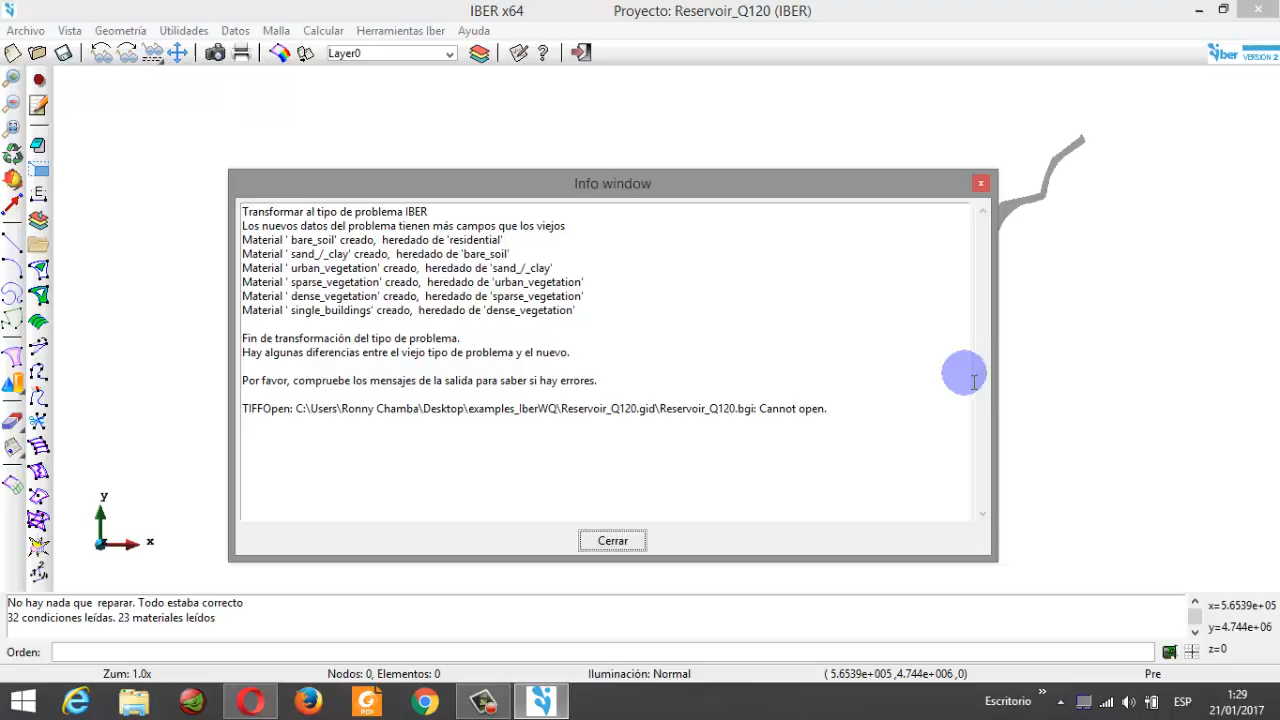 IBER x64
Proyecto: Reservoir_Q120 (IBER)
Archivo Vista Geometría Utilidades Datos Malla Calcular Herramientas Iber Ayuda
Layer0
Iber VERSION 2
Info window
x
Transformar al tipo de problema IBER
Los nuevos datos del problema tienen más campos que los viejos
Material ' bare_soil' creado, heredado de 'residential'
Material ' sand_/_clay' creado, heredado de 'bare_soil'
Material ' urban_vegetation' creado, heredado de 'sand_/_clay'
Material ' sparse_vegetation' creado, heredado de 'urban_vegetation'
Material ' dense_vegetation' creado, heredado de 'sparse_vegetation'
Material ' single_buildings' creado, heredado de 'dense_vegetation'
Fin de transformación del tipo de problema.
Hay algunas diferencias entre el viejo tipo de problema y el nuevo.
Por favor, compruebe los mensajes de la salida para saber si hay errores.
TIFFOpen: C:\Users\Ronny Chamba\Desktop\examples_IberWQ\Reservoir_Q120.gid\Reservoir_Q120.bgi: Cannot open.
Cerrar
y
x
No hay nada que reparar. Todo estaba correcto
32 condiciones leídas. 23 materiales leídos
x=5.6539e+05
y=4.744e+06
z=0
Orden:
Zum: 1.0x
Nodos: 0, Elementos: 0
Iluminación: Normal
( 5.6539e+005,4.744e+006,0)
Pre
Escritorio
ESP
1:29
21/01/2017